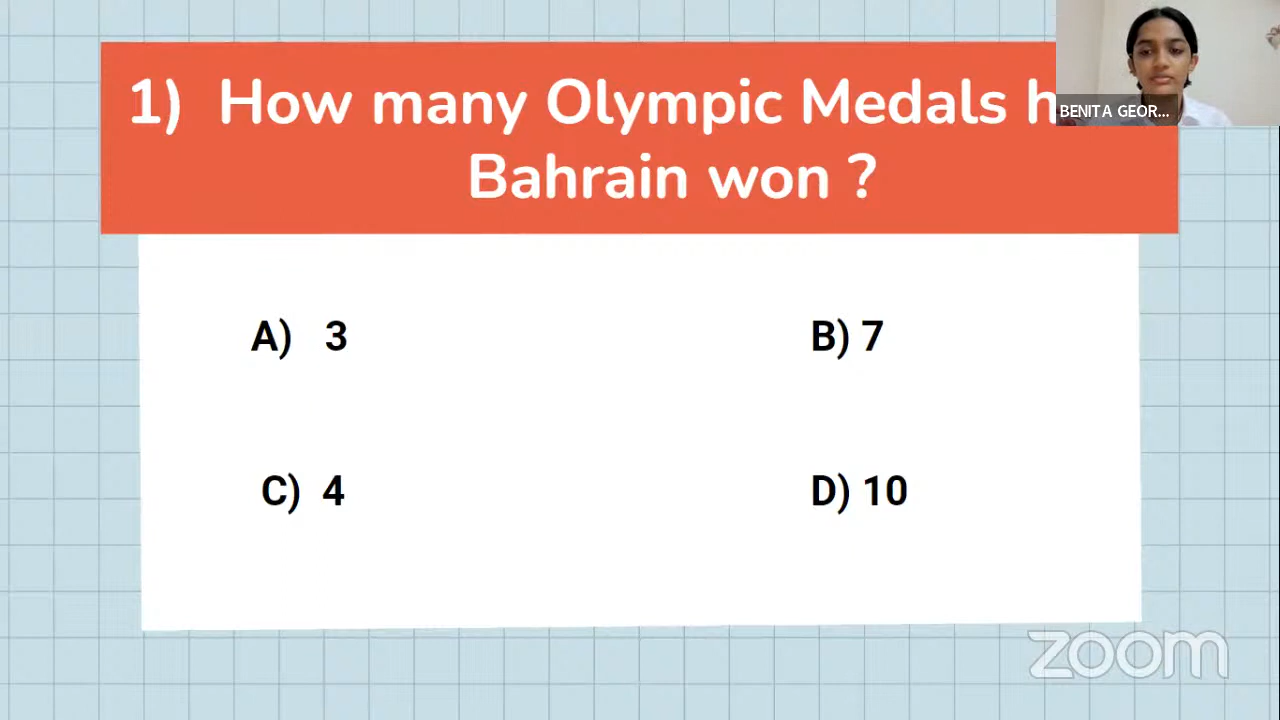 1) How many Olympic Medals h
Bahrain won ?
BENITA GEOR...
A) 3
B) 7
C) 4
D) 10
zoom